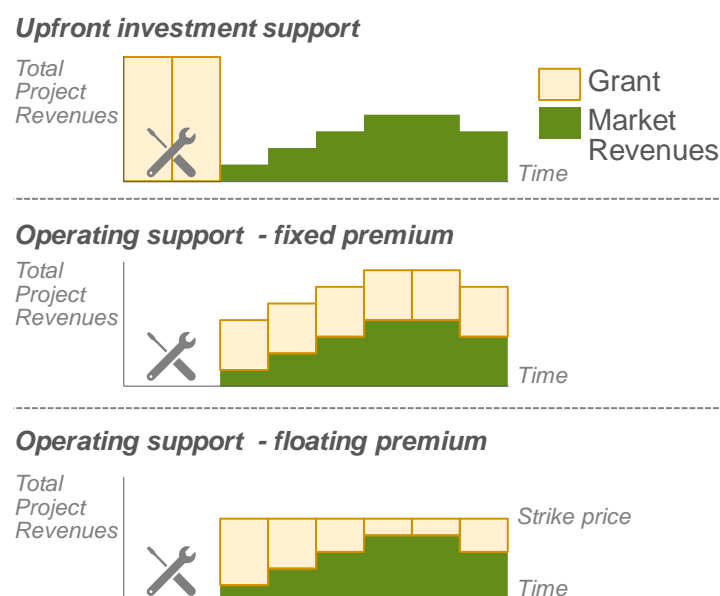 Upfront investment support
Total
Project
Revenues
Grant
Market
Revenues
Time
Operating support - fixed premium
Total
Project
Revenues
Time
Operating support - floating premium
Total
Project
Revenues
Strike price
Time